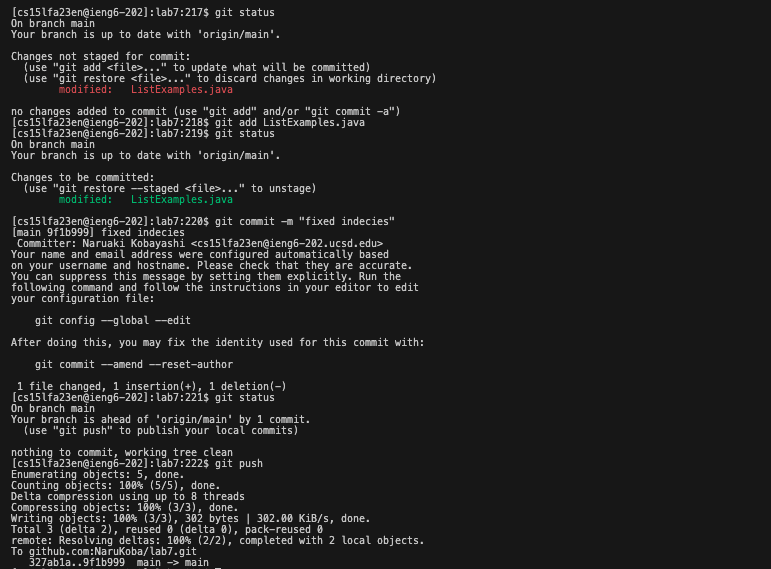 [cs15lfa23en@ieng6-202]:lab7:217$ git status
On branch main
Your branch is up to date with 'origin/main'.

Changes not staged for commit:
  (use "git add <file>..." to update what will be committed)
  (use "git restore <file>..." to discard changes in working directory)
        modified:   ListExamples.java

no changes added to commit (use "git add" and/or "git commit -a")
[cs15lfa23en@ieng6-202]:lab7:218$ git add ListExamples.java
[cs15lfa23en@ieng6-202]:lab7:219$ git status
On branch main
Your branch is up to date with 'origin/main'.

Changes to be committed:
  (use "git restore --staged <file>..." to unstage)
        modified:   ListExamples.java

[cs15lfa23en@ieng6-202]:lab7:220$ git commit -m "fixed indecies"
[main 9f1b999] fixed indecies
 Committer: Naruaki Kobayashi <cs15lfa23en@ieng6-202.ucsd.edu>
Your name and email address were configured automatically based
on your username and hostname. Please check that they are accurate.
You can suppress this message by setting them explicitly. Run the
following command and follow the instructions in your editor to edit
your configuration file:

    git config --global --edit

After doing this, you may fix the identity used for this commit with:

    git commit --amend --reset-author

 1 file changed, 1 insertion(+), 1 deletion(-)
[cs15lfa23en@ieng6-202]:lab7:221$ git status
On branch main
Your branch is ahead of 'origin/main' by 1 commit.
  (use "git push" to publish your local commits)

nothing to commit, working tree clean
[cs15lfa23en@ieng6-202]:lab7:222$ git push
Enumerating objects: 5, done.
Counting objects: 100% (5/5), done.
Delta compression using up to 8 threads
Compressing objects: 100% (3/3), done.
Writing objects: 100% (3/3), 302 bytes | 302.00 KiB/s, done.
Total 3 (delta 2), reused 0 (delta 0), pack-reused 0
remote: Resolving deltas: 100% (2/2), completed with 2 local objects.
To github.com:NaruKoba/lab7.git
   327ab1a..9f1b999  main -> main